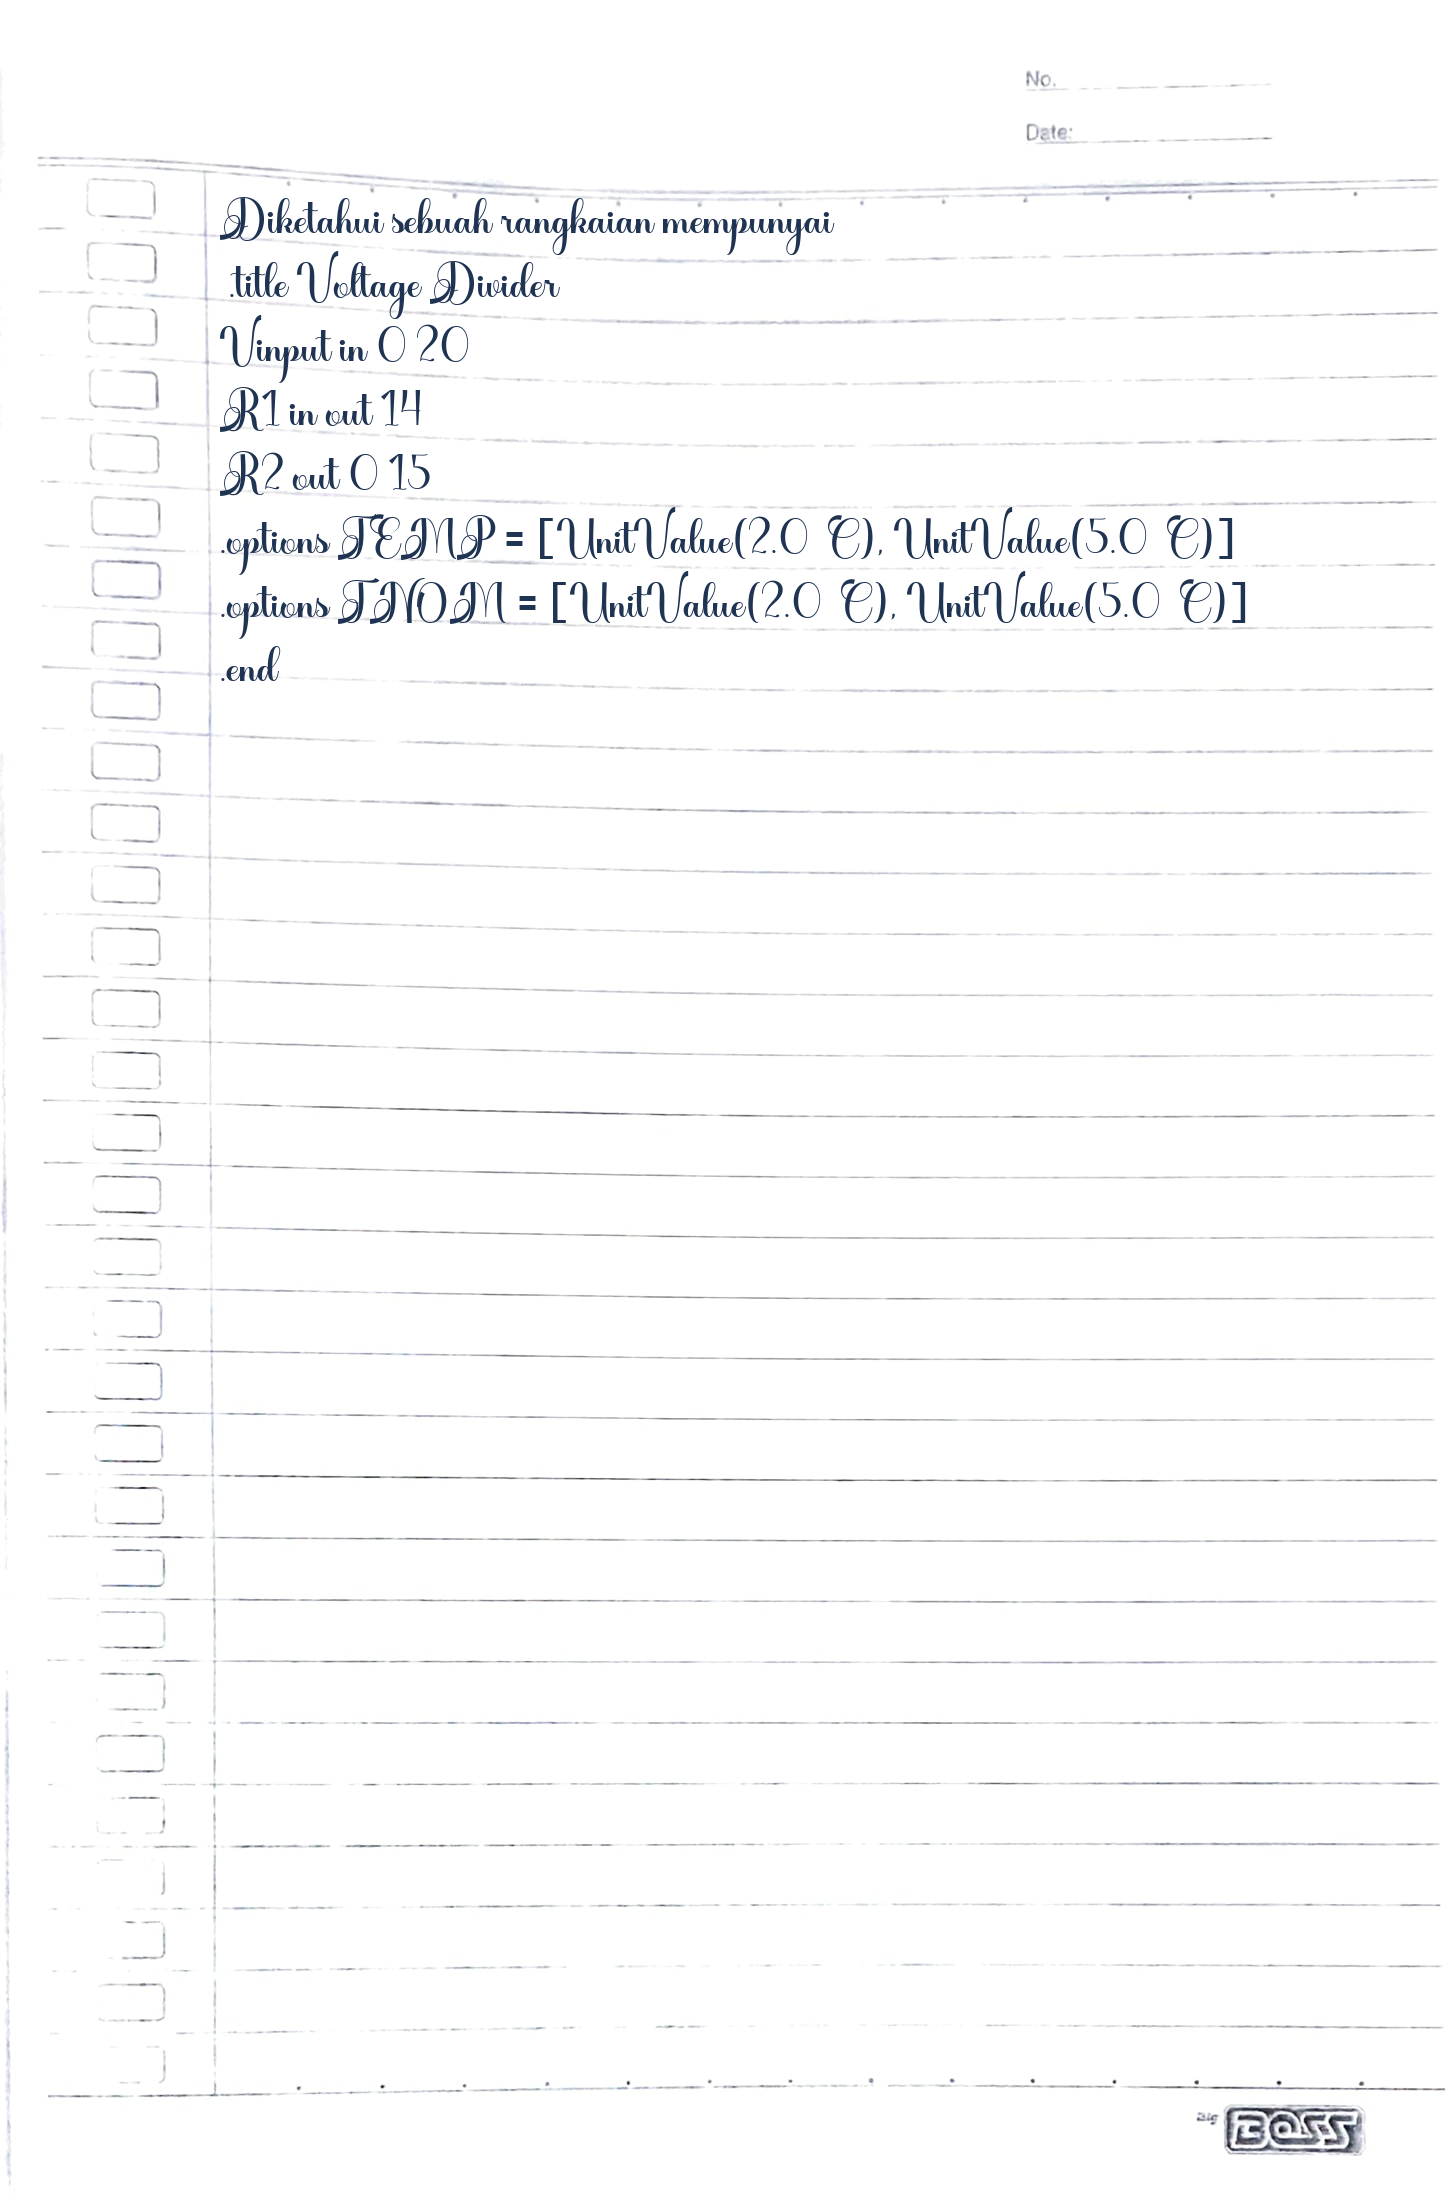 No.
Date:
Diketahui sebuah rangkaian mempunyai
.title Voltage Divider
Vinput in 0 20
R1 in out 14
R2 out 0 15
.options TEMP = [UnitValue(2.0 C), UnitValue(5.0 C)]
.options TNOM = [UnitValue(2.0 C), UnitValue(5.0 C)]
.end
Big BOSS